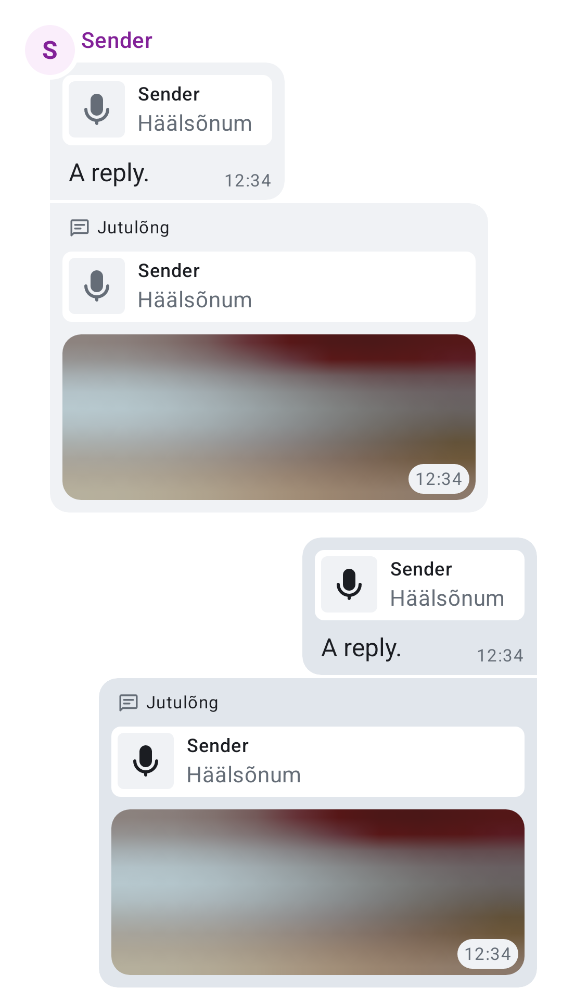 S
Sender
Sender
Häälsõnum
A reply.
12:34
Jutulõng
Sender
Häälsõnum
12:34
Sender
Häälsõnum
A reply.
12:34
Jutulõng
Sender
Häälsõnum
12:34